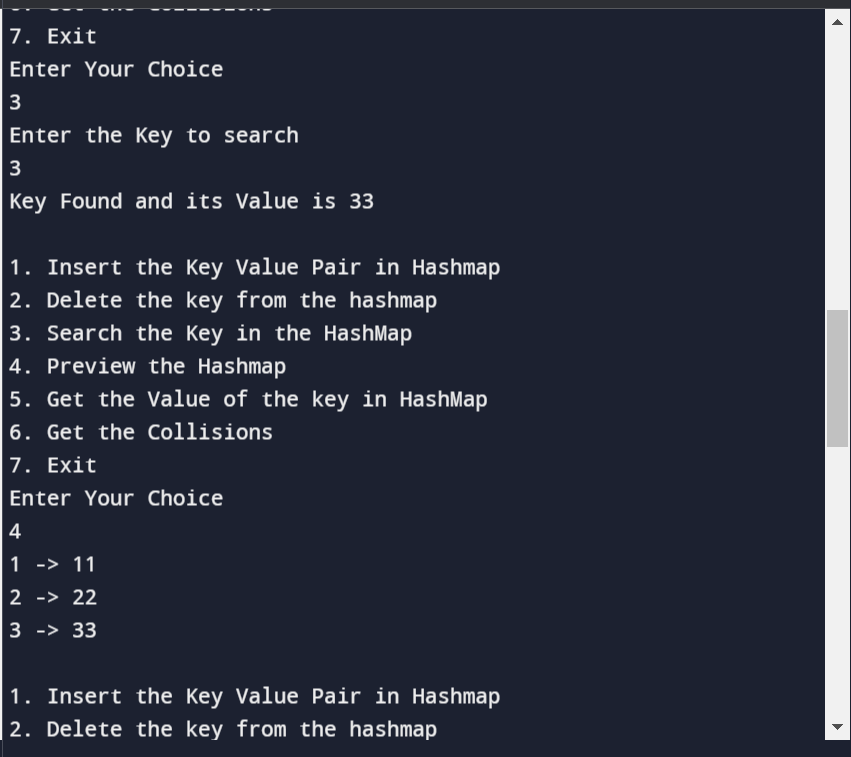 7. Exit
Enter Your Choice
3
Enter the Key to search
3
Key Found and its Value is 33
1. Insert the Key Value Pair in Hashmap
2. Delete the key from the hashmap
3. Search the Key in the HashMap
4. Preview the Hashmap
5. Get the Value of the key in HashMap
6. Get the Collisions
7. Exit
Enter Your Choice
4
1 -> 11
2 -> 22
3 -> 33
1. Insert the Key Value Pair in Hashmap
2. Delete the key from the hashmap